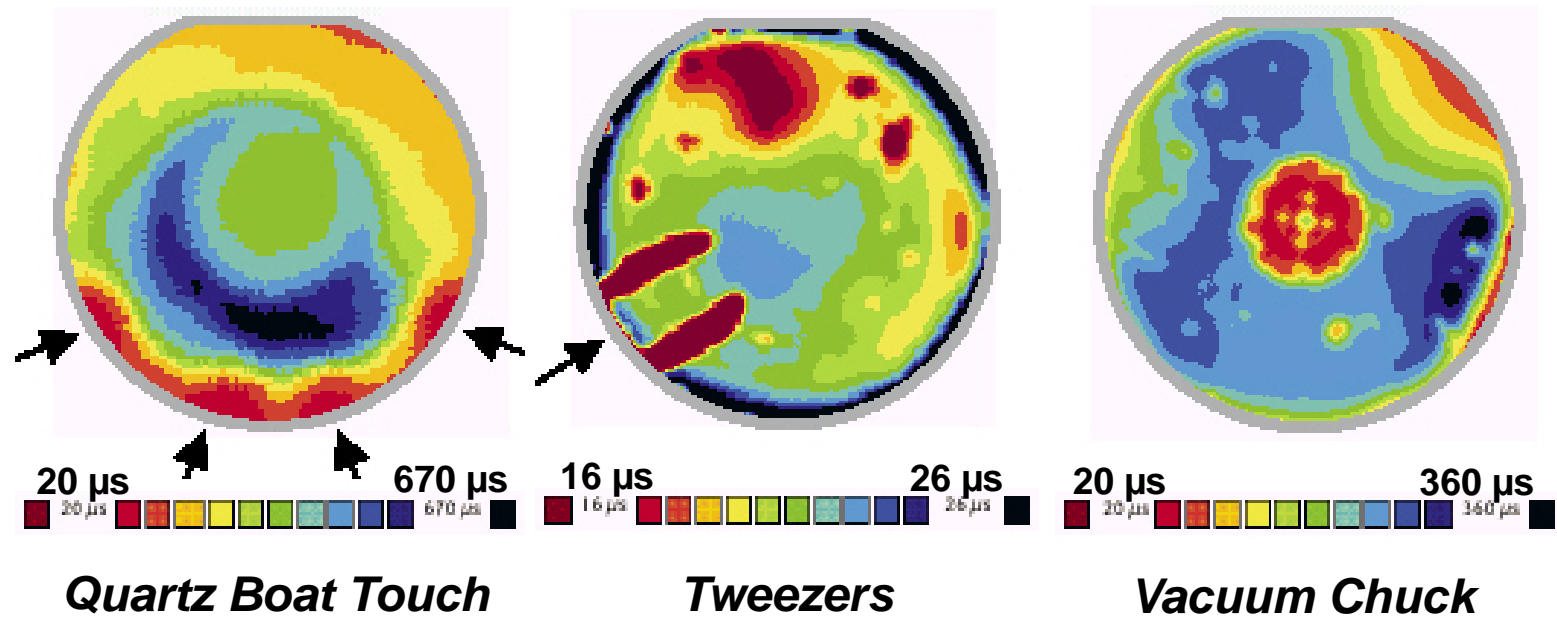 20 µs 670 µs
20 µs 670 µs
Quartz Boat Touch
16 µs 26 µs
16 µs 26 µs
Tweezers
20 µs 360 µs
20 µs 360 µs
Vacuum Chuck